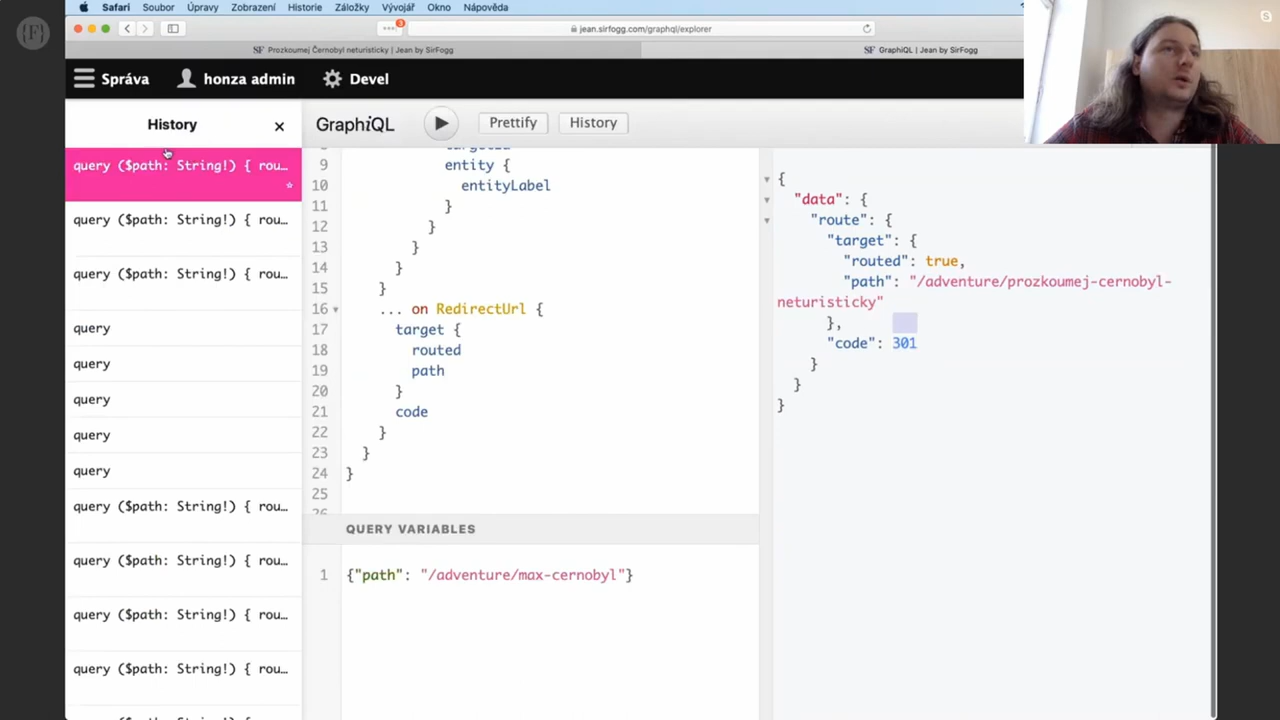 Safari Soubor Úpravy Zobrazení Historie Záložky Vývojář Okno Nápověda
{F}
3
jean.sirfogg.com/graphql/explorer
SF Prozkoumej Černobyl neturisticky | Jean by SirFogg
SF GraphiQL | Jean by SirFogg
Správa honza admin Devel
History ×
GraphiQL Prettify History
query ($path: String!) { rou…
query ($path: String!) { rou…
query ($path: String!) { rou…
query
query
query
query
query
query ($path: String!) { rou…
query ($path: String!) { rou…
query ($path: String!) { rou…
query ($path: String!) { rou…
9 entity {
10 entityLabel
11 }
12 }
13 }
14 }
15 }
16 ... on RedirectUrl {
17 target {
18 routed
19 path
20 }
21 code
22 }
23 }
24 }
25
26
QUERY VARIABLES
1 {"path": "/adventure/max-cernobyl"}
{
"data": {
"route": {
"target": {
"routed": true,
"path": "/adventure/prozkoumej-cernobyl-
neturisticky"
},
"code": 301
}
}
}